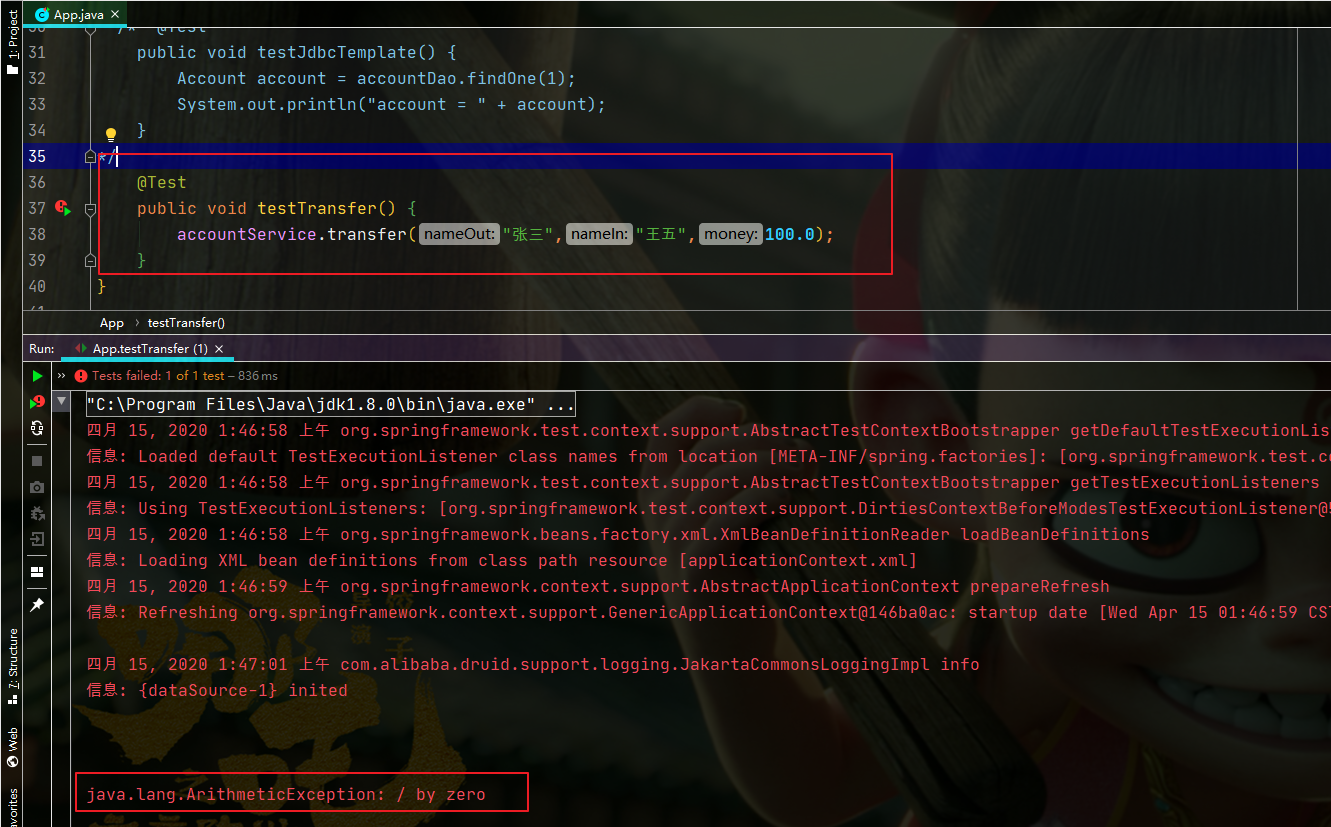 App.java
1: Project
30 /* @Test
31 public void testJdbcTemplate() {
32 Account account = accountDao.findOne(1);
33 System.out.println("account = " + account);
34 }
35 */
36 @Test
37 public void testTransfer() {
38 accountService.transfer( nameOut: "张三", nameIn: "王五", money: 100.0);
39 }
40 }
41
App › testTransfer()
Run: App.testTransfer (1)
» Tests failed: 1 of 1 test – 836 ms
"C:\Program Files\Java\jdk1.8.0\bin\java.exe" ...
四月 15, 2020 1:46:58 上午 org.springframework.test.context.support.AbstractTestContextBootstrapper getDefaultTestExecutionLis
信息: Loaded default TestExecutionListener class names from location [META-INF/spring.factories]: [org.springframework.test.co
四月 15, 2020 1:46:58 上午 org.springframework.test.context.support.AbstractTestContextBootstrapper getTestExecutionListeners
信息: Using TestExecutionListeners: [org.springframework.test.context.support.DirtiesContextBeforeModesTestExecutionListener@5
四月 15, 2020 1:46:58 上午 org.springframework.beans.factory.xml.XmlBeanDefinitionReader loadBeanDefinitions
信息: Loading XML bean definitions from class path resource [applicationContext.xml]
四月 15, 2020 1:46:59 上午 org.springframework.context.support.AbstractApplicationContext prepareRefresh
信息: Refreshing org.springframework.context.support.GenericApplicationContext@146ba0ac: startup date [Wed Apr 15 01:46:59 CST
四月 15, 2020 1:47:01 上午 com.alibaba.druid.support.logging.JakartaCommonsLoggingImpl info
信息: {dataSource-1} inited
java.lang.ArithmeticException: / by zero
7: Structure
Web
avorites